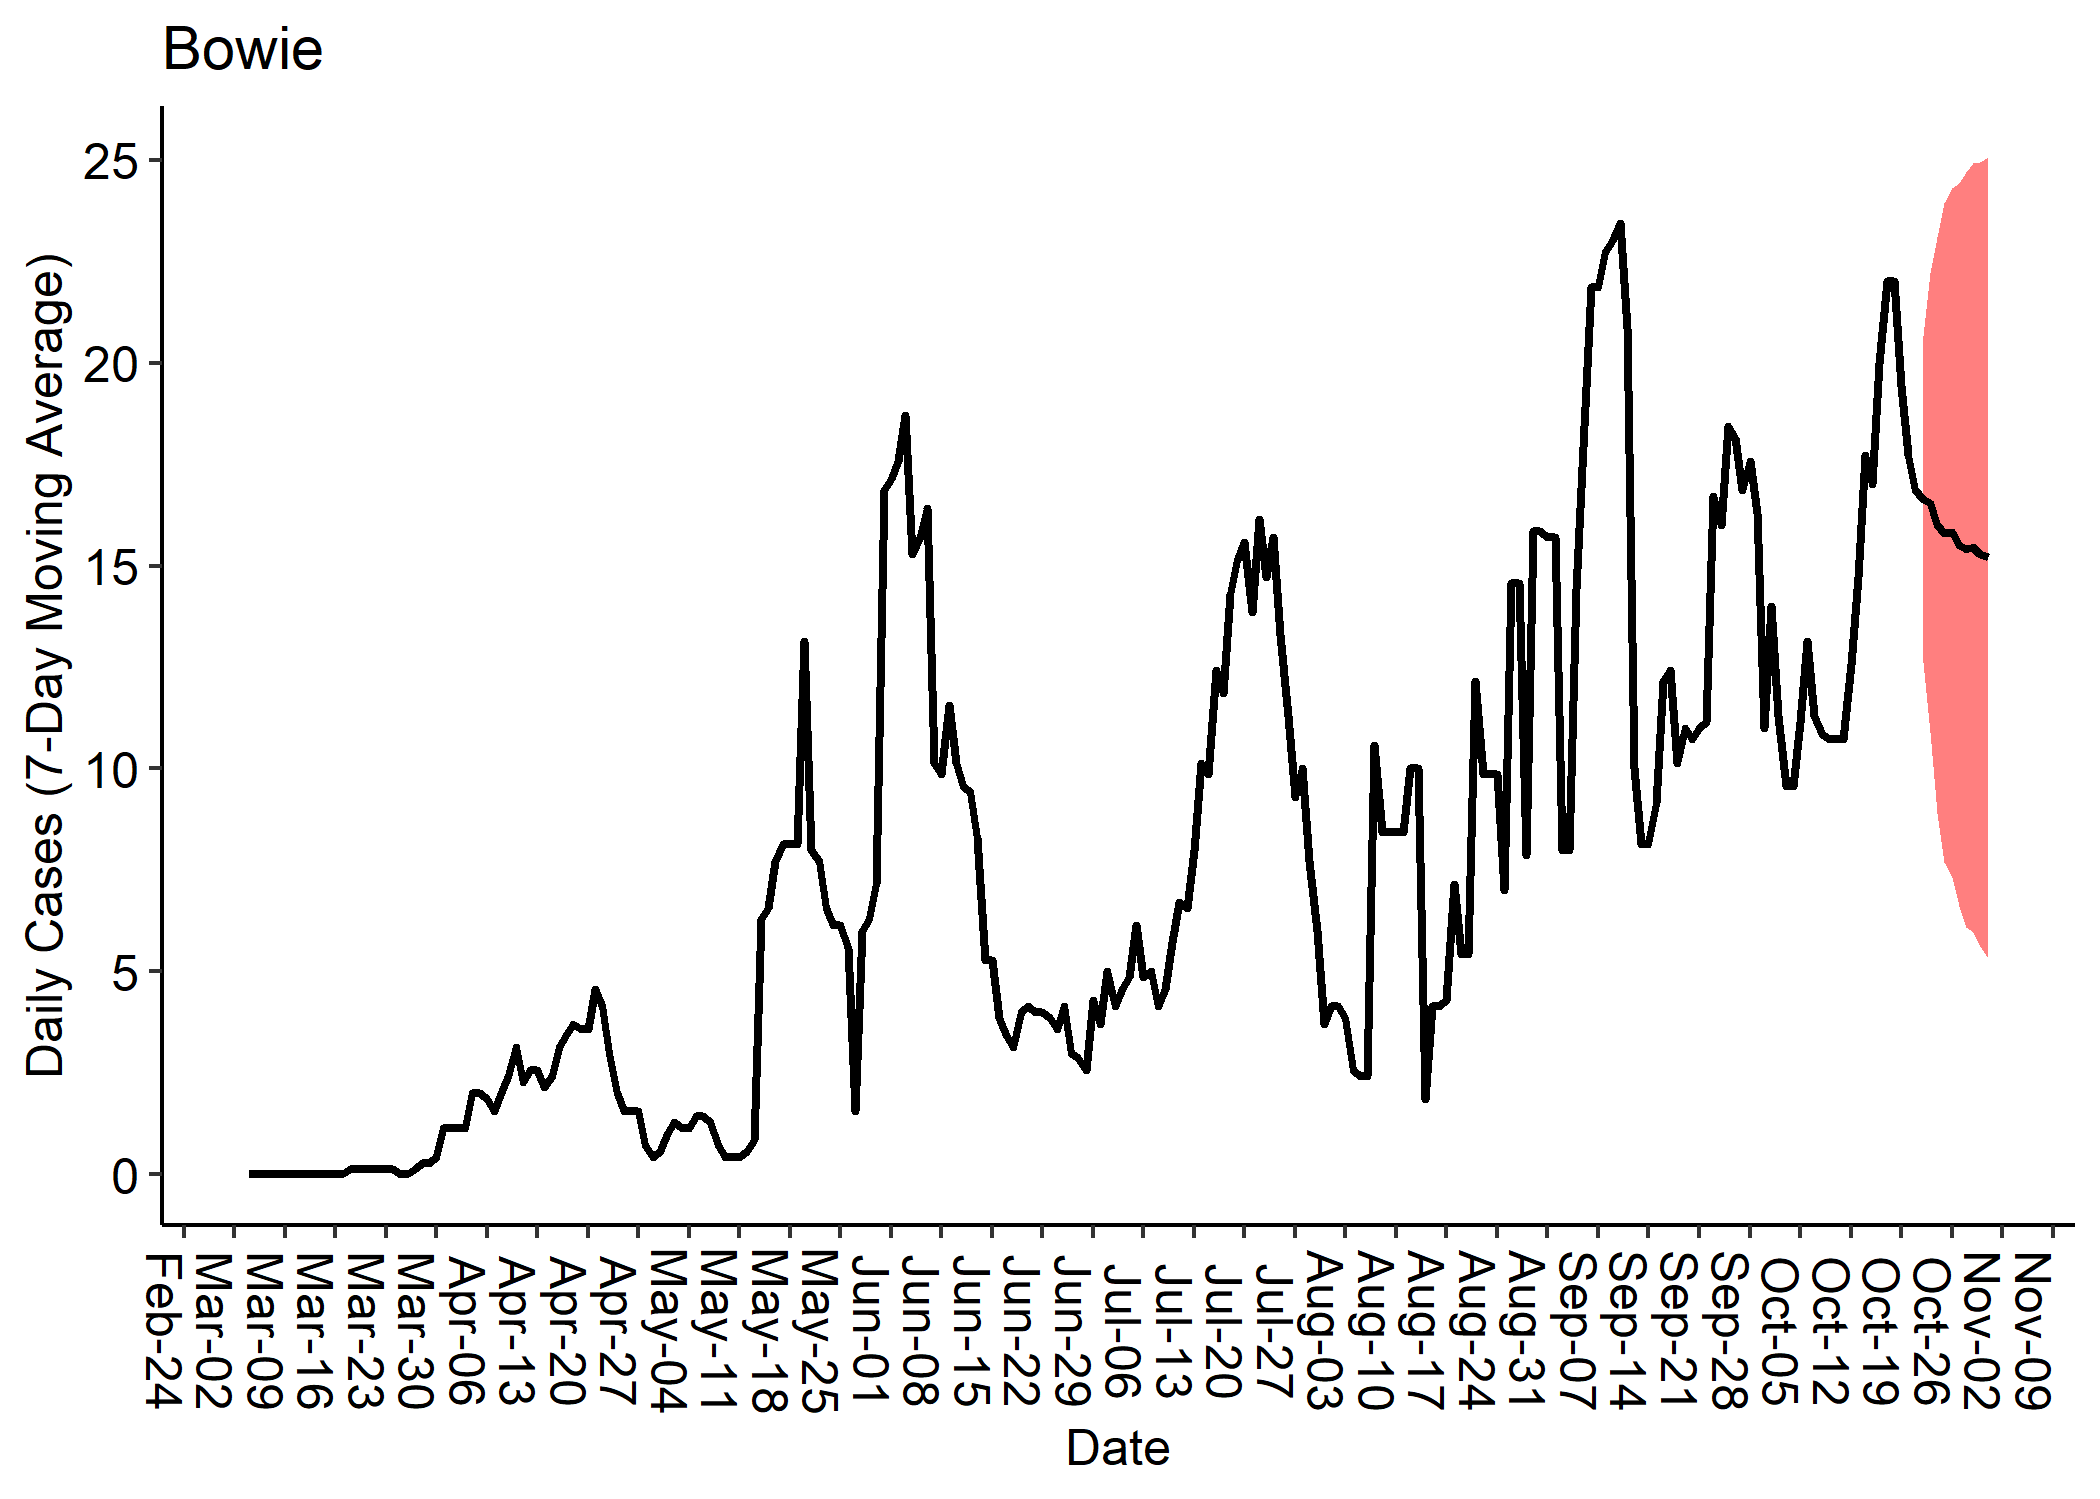 Bowie
Daily Cases (7-Day Moving Average)
25
20
15
10
5
0
Feb-24
Mar-02
Mar-09
Mar-16
Mar-23
Mar-30
Apr-06
Apr-13
Apr-20
Apr-27
May-04
May-11
May-18
May-25
Jun-01
Jun-08
Jun-15
Jun-22
Jun-29
Jul-06
Jul-13
Jul-20
Jul-27
Aug-03
Aug-10
Aug-17
Aug-24
Aug-31
Sep-07
Sep-14
Sep-21
Sep-28
Oct-05
Oct-12
Oct-19
Oct-26
Nov-02
Nov-09
Date